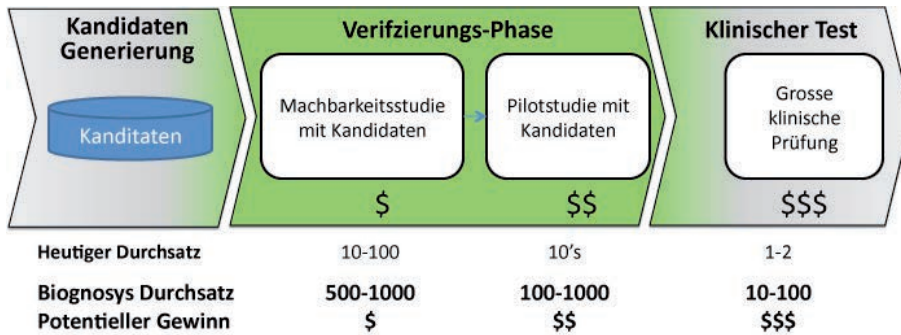 Kandidaten
Generierung
Kanditaten
Verifzierungs-Phase
Machbarkeitsstudie
mit Kandidaten
Pilotstudie mit
Kandidaten
$
$$
Klinischer Test
Grosse
klinische
Prüfung
$$$
Heutiger Durchsatz 10-100 10's 1-2
Biognosys Durchsatz 500-1000 100-1000 10-100
Potentieller Gewinn $ $$ $$$